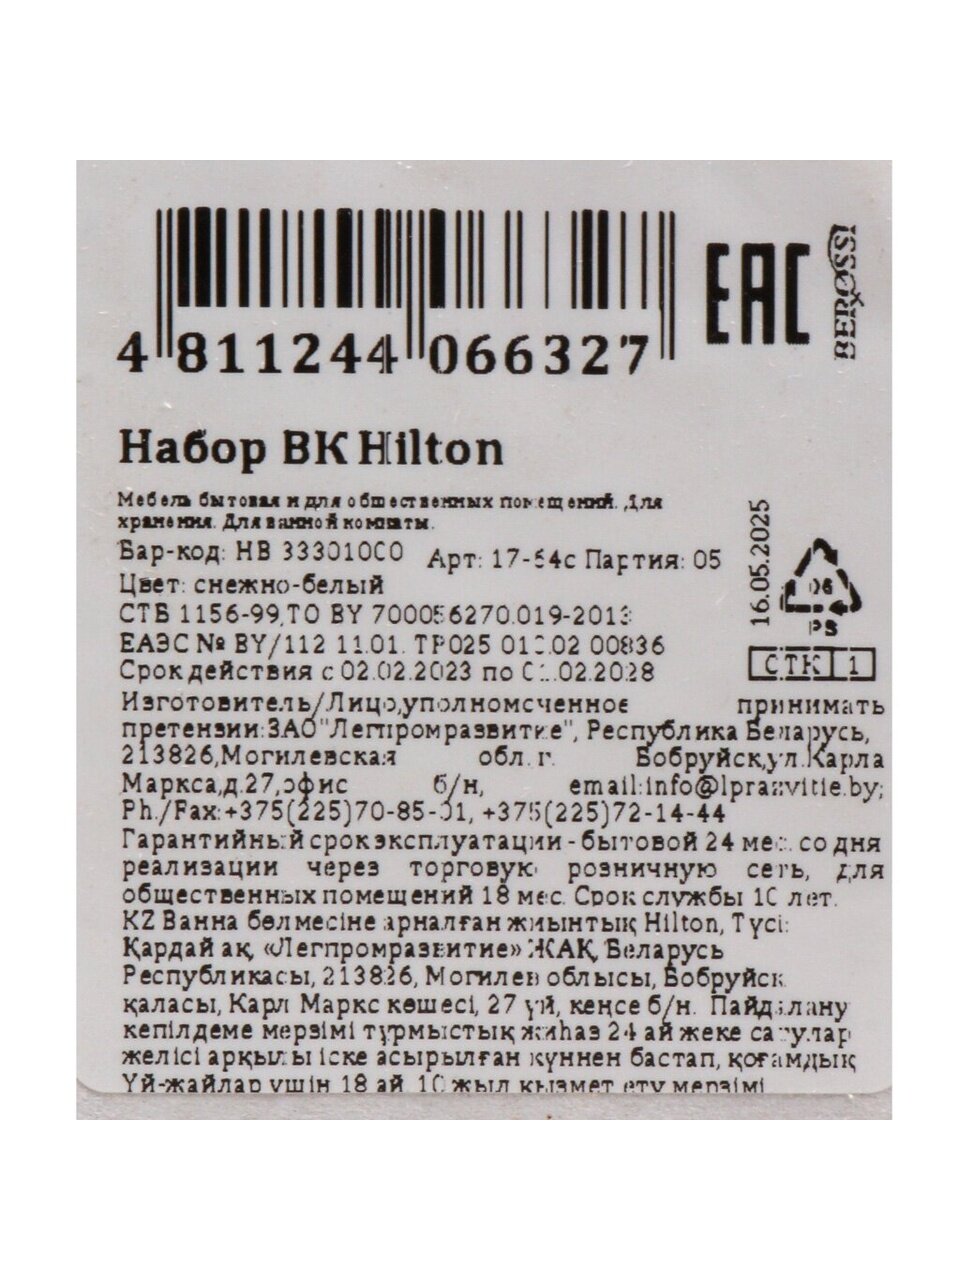 4 811244 066327
EAC
BEROSSI
Набор ВК Hilton
Мебель бытовая и для общественных помещений. Для
хранения. Для ванной комнаты.
Бар-код: НВ 33301000 Арт: 17-64с Партия: 05
Цвет: снежно-белый
16.05.2025
06
PS
СТБ 1156-99, ТО BY 700056270.019-2013
ЕАЭС № BY/112 11.01. ТР025 01 .02 00836
СТК 1
Срок действия с 02.02.2023 по 01.02.2028
Изготовитель/Лицо,уполномоченное принимать
претензии:ЗАО"Легпромразвитие", Республика Беларусь,
213826,Могилевская обл. г. Бобруйск,ул.Карла
Маркса,д.27,офис б/н, email:info@lprazvitie.by;
Ph./Fax:+375(225)70-85-01, +375(225)72-14-44
Гарантийный срок эксплуатации - бытовой 24 мес. со дня
реализации через торговую розничную сеть, для
общественных помещений 18 мес. Срок службы 10 лет.
KZ Ванна бөлмесіне арналған жиынтық Hilton, Түсі:
Қардай ақ, «Легпромразвитие» ЖАҚ, Беларусь
Республикасы, 213826, Могилев облысы, Бобруйск
қаласы, Карл Маркс көшесі, 27 үй, кеңсе б/н. Пайдалану
кепілдеме мерзімі тұрмыстық жиһаз 24 ай жеке саудалар
желісі арқылы іске асырылған күннен бастап, қоғамдық
Үй-жайлар үшін 18 ай. 10 жыл қызмет ету мерзімі